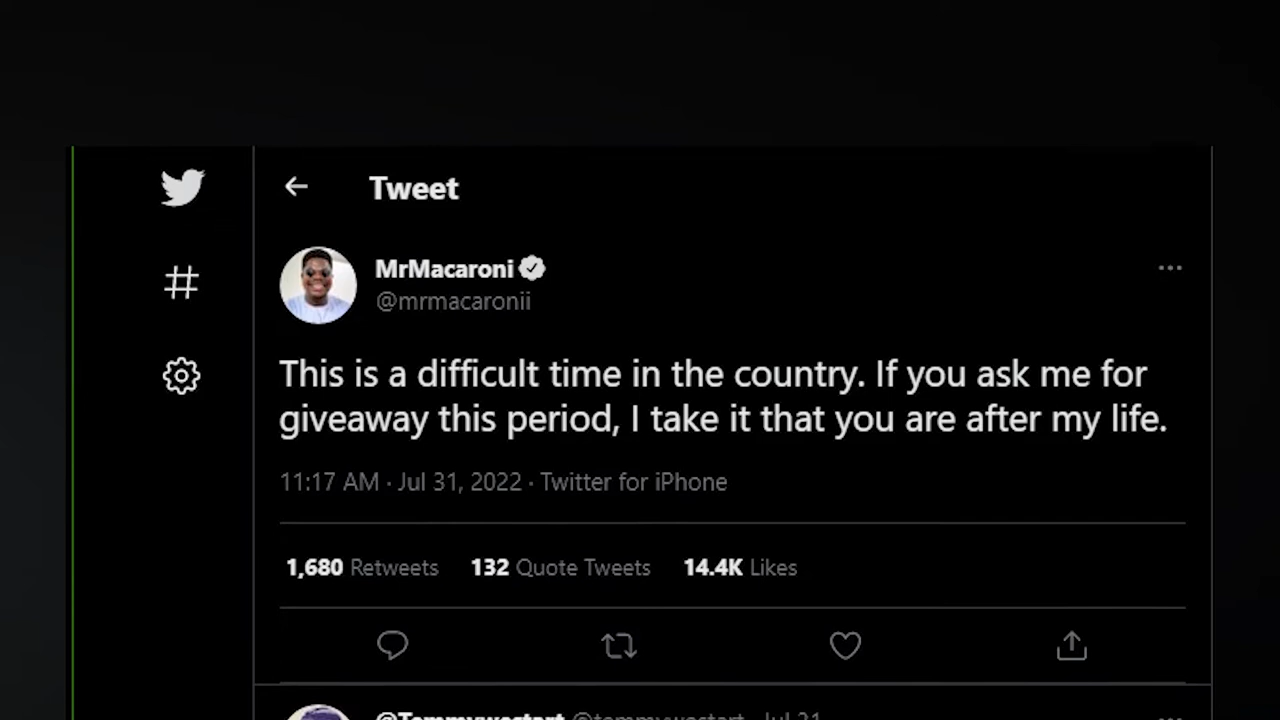 Tweet
MrMacaroni
@mrmacaronii
This is a difficult time in the country. If you ask me for
giveaway this period, I take it that you are after my life.
11:17 AM · Jul 31, 2022 · Twitter for iPhone
1,680 Retweets 132 Quote Tweets 14.4K Likes
@Tommywestart @tommywestart · Jul 31